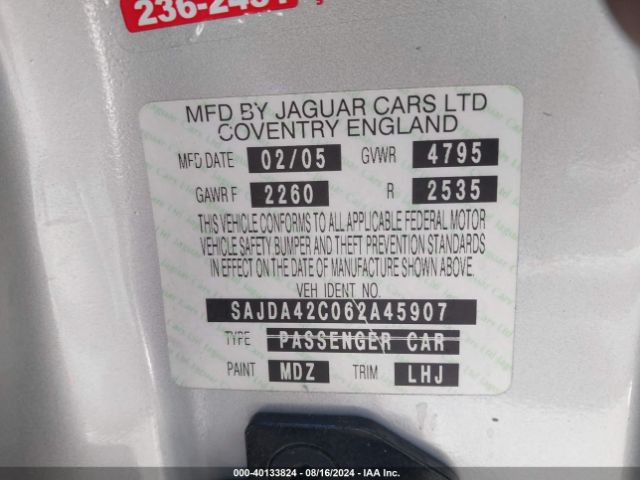 MFD BY JAGUAR CARS LTD
COVENTRY ENGLAND
MFD DATE 02/05 GVWR 4795
GAWR F 2260 R 2535
THIS VEHICLE CONFORMS TO ALL APPLICABLE FEDERAL MOTOR
VEHICLE SAFETY BUMPER AND THEFT PREVENTION STANDARDS
IN EFFECT ON THE DATE OF MANUFACTURE SHOWN ABOVE.
VEH IDENT NO.
SAJDA42C062A45907
TYPE PASSENGER CAR
PAINT MDZ TRIM LHJ
000-40133824 - 08/16/2024 - IAA Inc.